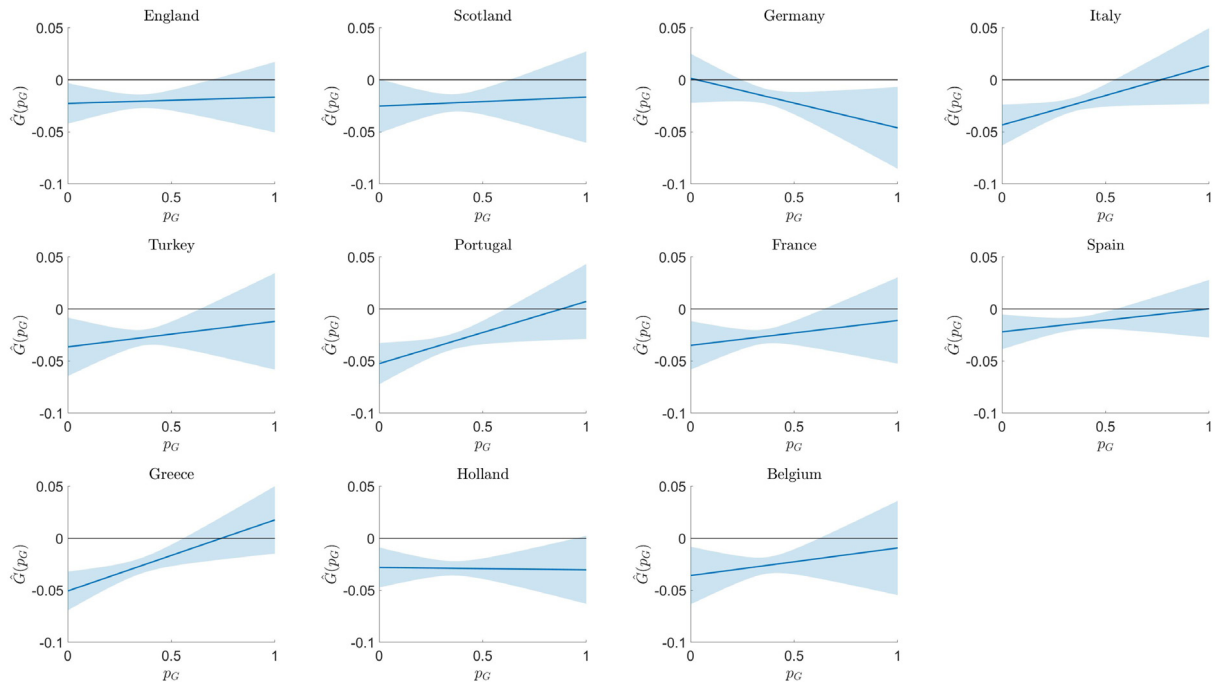 England
0.05
0
-0.05
-0.1
Ĝ(p_G)
0 0.5 1
p_G
Scotland
0.05
0
-0.05
-0.1
Ĝ(p_G)
0 0.5 1
p_G
Germany
0.05
0
-0.05
-0.1
Ĝ(p_G)
0 0.5 1
p_G
Italy
0.05
0
-0.05
-0.1
Ĝ(p_G)
0 0.5 1
p_G
Turkey
0.05
0
-0.05
-0.1
Ĝ(p_G)
0 0.5 1
p_G
Portugal
0.05
0
-0.05
-0.1
Ĝ(p_G)
0 0.5 1
p_G
France
0.05
0
-0.05
-0.1
Ĝ(p_G)
0 0.5 1
p_G
Spain
0.05
0
-0.05
-0.1
Ĝ(p_G)
0 0.5 1
p_G
Greece
0.05
0
-0.05
-0.1
Ĝ(p_G)
0 0.5 1
p_G
Holland
0.05
0
-0.05
-0.1
Ĝ(p_G)
0 0.5 1
p_G
Belgium
0.05
0
-0.05
-0.1
Ĝ(p_G)
0 0.5 1
p_G